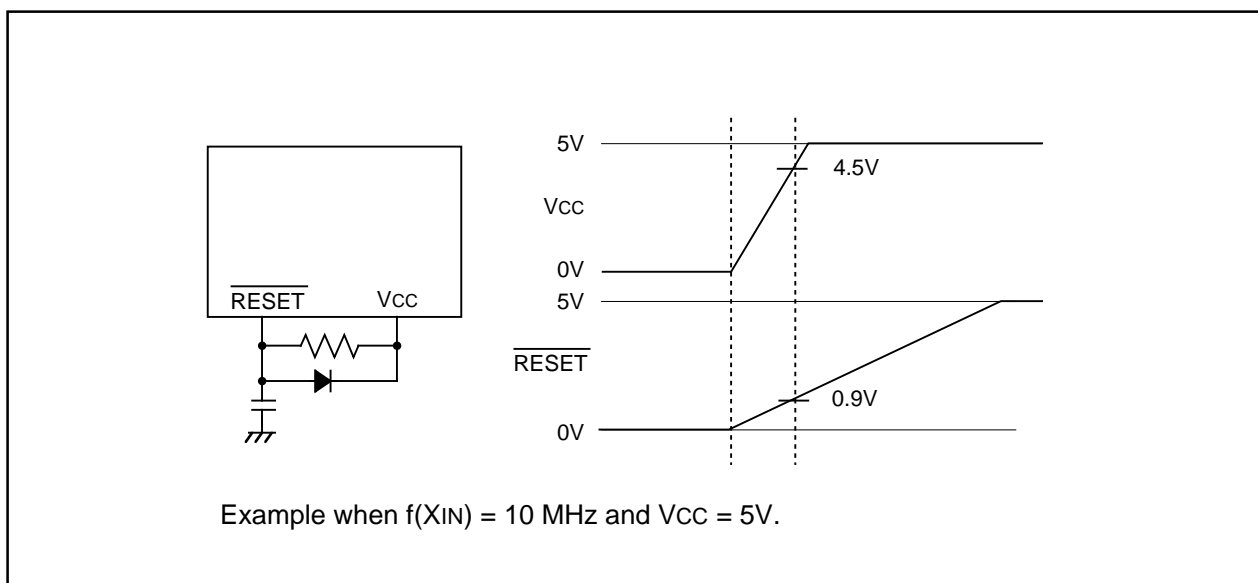 RESET VCC
5V
4.5V
VCC
0V
5V
RESET
0.9V
0V
Example when f(XIN) = 10 MHz and VCC = 5V.